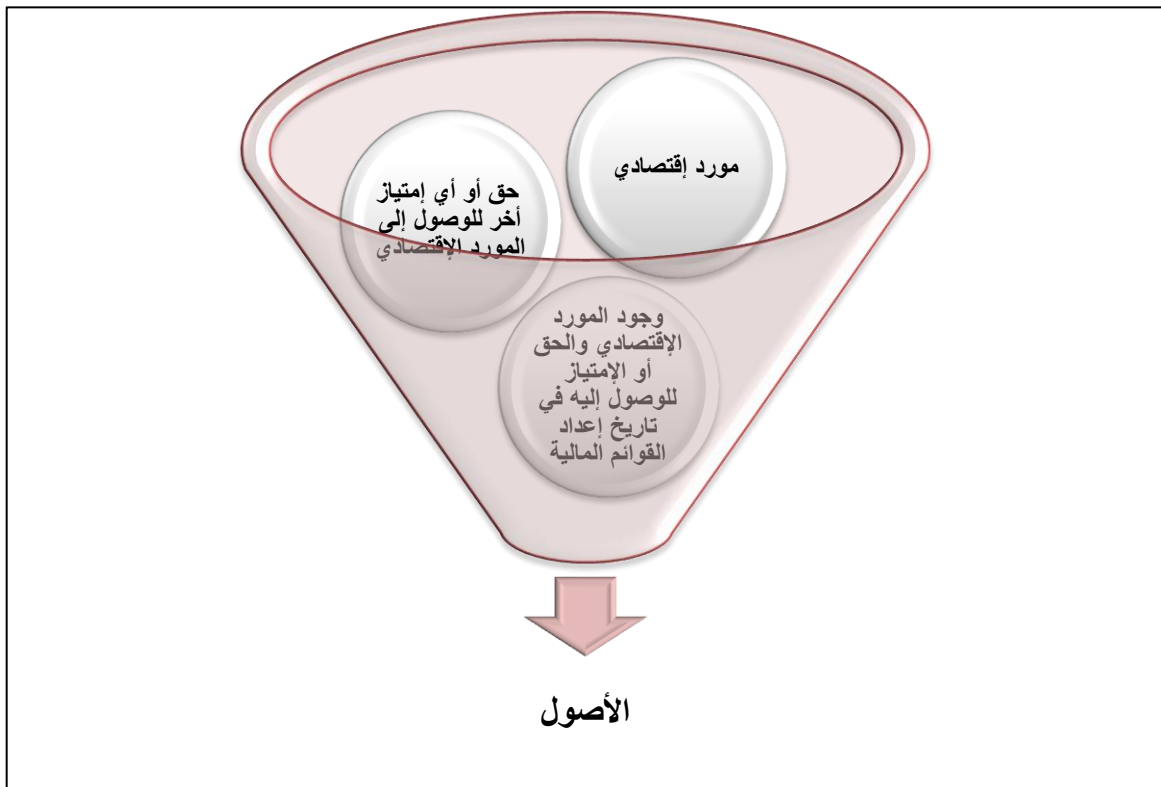 مورد إقتصادي
حق أو أي إمتياز
أخر للوصول إلى
المورد الإقتصادي
وجود المورد
الإقتصادي والحق
أو الإمتياز
للوصول إليه في
تاريخ إعداد
القوائم المالية
الأصول